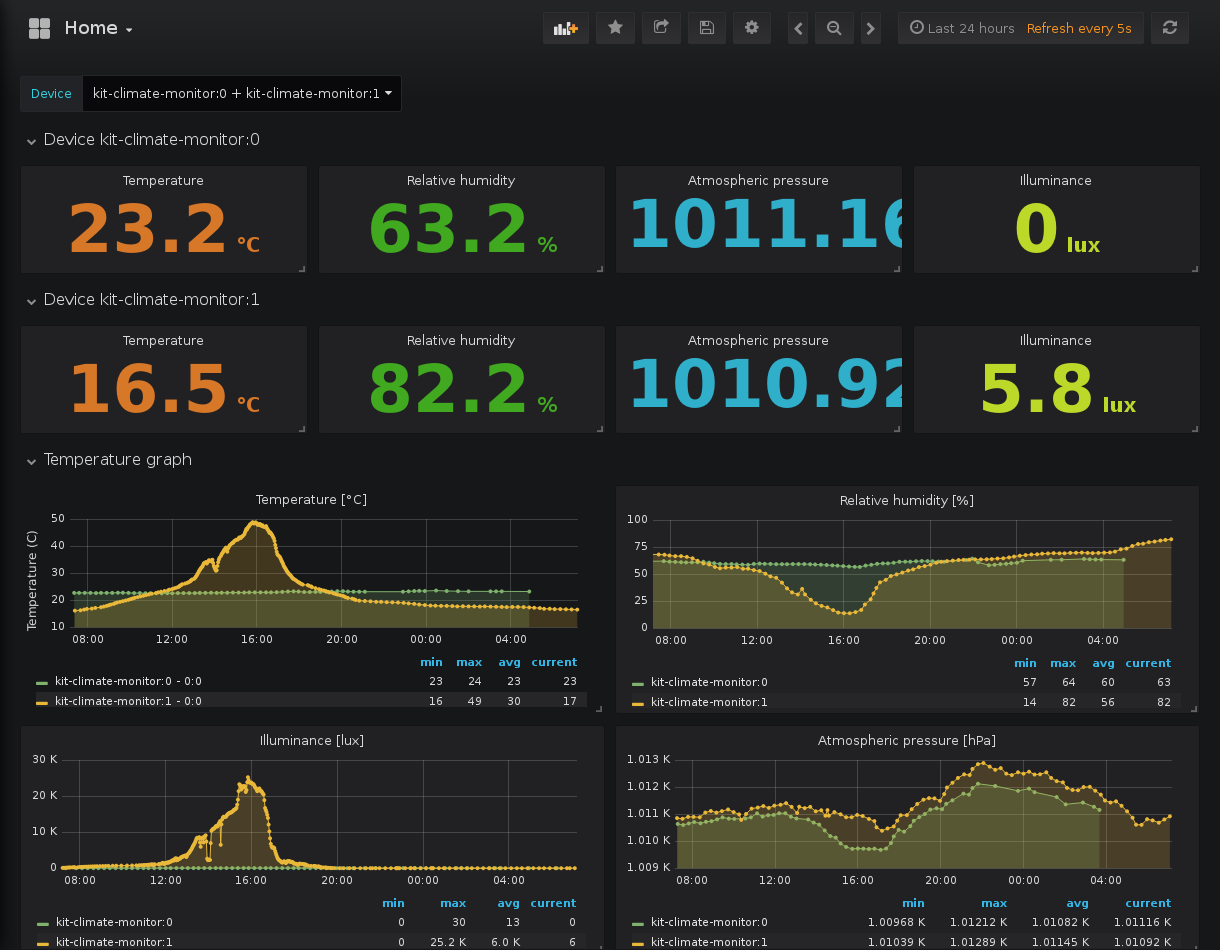 Home
Last 24 hours Refresh every 5s
Device kit-climate-monitor:0 + kit-climate-monitor:1
Device kit-climate-monitor:0
Temperature Relative humidity Atmospheric pressure Illuminance
23.2 °C 63.2 % 1011.16 0 lux
Device kit-climate-monitor:1
Temperature Relative humidity Atmospheric pressure Illuminance
16.5 °C 82.2 % 1010.92 5.8 lux
Temperature graph
Temperature [°C]
Temperature (C)
50
40
30
20
10
08:00 12:00 16:00 20:00 00:00 04:00
min max avg current
kit-climate-monitor:0 - 0:0 23 24 23 23
kit-climate-monitor:1 - 0:0 16 49 30 17
Relative humidity [%]
100
75
50
25
0
08:00 12:00 16:00 20:00 00:00 04:00
min max avg current
kit-climate-monitor:0 57 64 60 63
kit-climate-monitor:1 14 82 56 82
Illuminance [lux]
30 K
20 K
10 K
0
08:00 12:00 16:00 20:00 00:00 04:00
min max avg current
kit-climate-monitor:0 0 30 13 0
kit-climate-monitor:1 0 25.2 K 6.0 K 6
Atmospheric pressure [hPa]
1.013 K
1.012 K
1.011 K
1.010 K
1.009 K
08:00 12:00 16:00 20:00 00:00 04:00
min max avg current
kit-climate-monitor:0 1.00968 K 1.01212 K 1.01082 K 1.01116 K
kit-climate-monitor:1 1.01039 K 1.01289 K 1.01145 K 1.01092 K